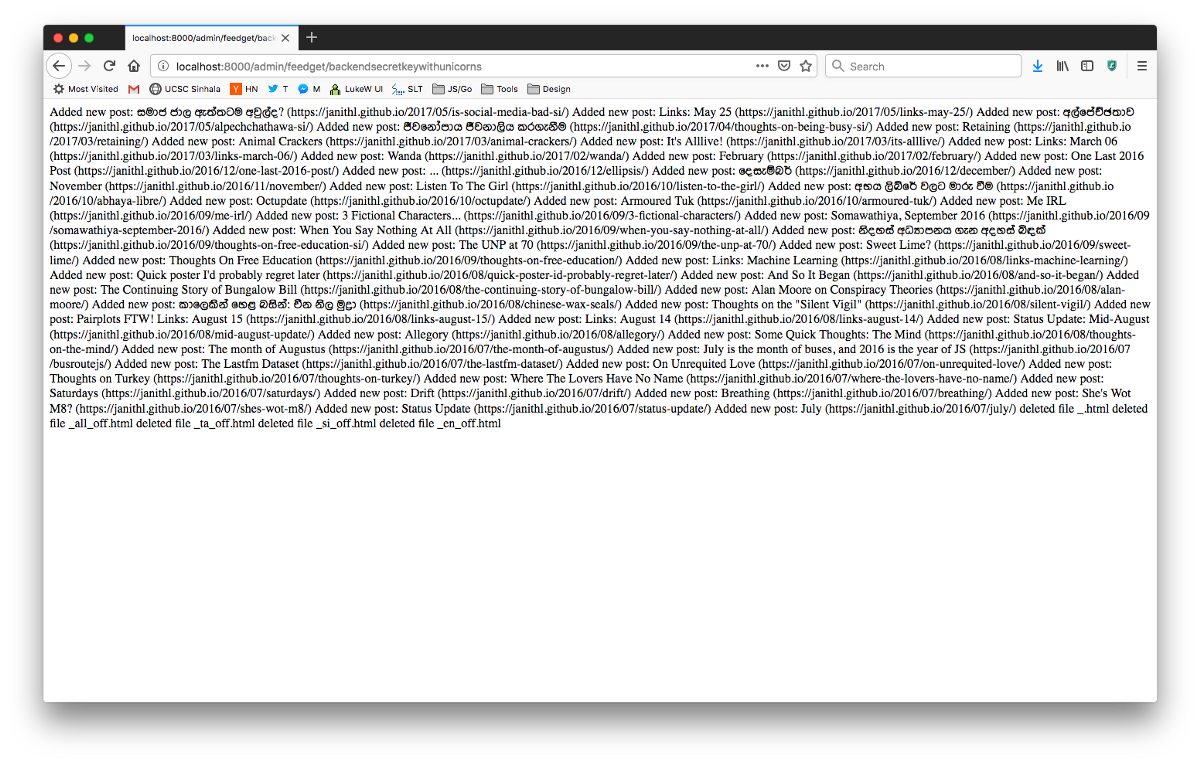 localhost:8000/admin/feedget/back
localhost:8000/admin/feedget/backendsecretkeywithunicorns
Search
Most Visited UCSC Sinhala HN T M LukeW UI SLT JS/Go Tools Design
Added new post: සමාජ ජාල ඇත්තටම අවුල්ද? (https://janithl.github.io/2017/05/is-social-media-bad-si/) Added new post: Links: May 25 (https://janithl.github.io/2017/05/links-may-25/) Added new post: අල්පේච්ඡතාව
(https://janithl.github.io/2017/05/alpechchathawa-si/) Added new post: ජීවනෝපාය ජීවනාලිය කරගැනීම (https://janithl.github.io/2017/04/thoughts-on-being-busy-si/) Added new post: Retaining (https://janithl.github.io
/2017/03/retaining/) Added new post: Animal Crackers (https://janithl.github.io/2017/03/animal-crackers/) Added new post: It's Alllive! (https://janithl.github.io/2017/03/its-alllive/) Added new post: Links: March 06
(https://janithl.github.io/2017/03/links-march-06/) Added new post: Wanda (https://janithl.github.io/2017/02/wanda/) Added new post: February (https://janithl.github.io/2017/02/february/) Added new post: One Last 2016
Post (https://janithl.github.io/2016/12/one-last-2016-post/) Added new post: ... (https://janithl.github.io/2016/12/ellipsis/) Added new post: දෙසැම්බර් (https://janithl.github.io/2016/12/december/) Added new post:
November (https://janithl.github.io/2016/11/november/) Added new post: Listen To The Girl (https://janithl.github.io/2016/10/listen-to-the-girl/) Added new post: අභය ලිබ්රේ වලට මාරු වීම (https://janithl.github.io
/2016/10/abhaya-libre/) Added new post: Octupdate (https://janithl.github.io/2016/10/octupdate/) Added new post: Armoured Tuk (https://janithl.github.io/2016/10/armoured-tuk/) Added new post: Me IRL
(https://janithl.github.io/2016/09/me-irl/) Added new post: 3 Fictional Characters... (https://janithl.github.io/2016/09/3-fictional-characters/) Added new post: Somawathiya, September 2016 (https://janithl.github.io/2016/09
/somawathiya-september-2016/) Added new post: When You Say Nothing At All (https://janithl.github.io/2016/09/when-you-say-nothing-at-all/) Added new post: නිදහස් අධ්‍යාපනය ගැන අදහස් බිඳක්
(https://janithl.github.io/2016/09/thoughts-on-free-education-si/) Added new post: The UNP at 70 (https://janithl.github.io/2016/09/the-unp-at-70/) Added new post: Sweet Lime? (https://janithl.github.io/2016/09/sweet-
lime/) Added new post: Thoughts On Free Education (https://janithl.github.io/2016/09/thoughts-on-free-education/) Added new post: Links: Machine Learning (https://janithl.github.io/2016/08/links-machine-learning/)
Added new post: Quick poster I'd probably regret later (https://janithl.github.io/2016/08/quick-poster-id-probably-regret-later/) Added new post: And So It Began (https://janithl.github.io/2016/08/and-so-it-began/) Added
new post: The Continuing Story of Bungalow Bill (https://janithl.github.io/2016/08/the-continuing-story-of-bungalow-bill/) Added new post: Alan Moore on Conspiracy Theories (https://janithl.github.io/2016/08/alan-
moore/) Added new post: කාලෙකින් හෙළ බසින්: චීන නිල මුද්‍රා (https://janithl.github.io/2016/08/chinese-wax-seals/) Added new post: Thoughts on the "Silent Vigil" (https://janithl.github.io/2016/08/silent-vigil/) Added new
post: Pairplots FTW! Links: August 15 (https://janithl.github.io/2016/08/links-august-15/) Added new post: Links: August 14 (https://janithl.github.io/2016/08/links-august-14/) Added new post: Status Update: Mid-August
(https://janithl.github.io/2016/08/mid-august-update/) Added new post: Allegory (https://janithl.github.io/2016/08/allegory/) Added new post: Some Quick Thoughts: The Mind (https://janithl.github.io/2016/08/thoughts-
on-the-mind/) Added new post: The month of Augustus (https://janithl.github.io/2016/07/the-month-of-augustus/) Added new post: July is the month of buses, and 2016 is the year of JS (https://janithl.github.io/2016/07
/busroutejs/) Added new post: The Lastfm Dataset (https://janithl.github.io/2016/07/the-lastfm-dataset/) Added new post: On Unrequited Love (https://janithl.github.io/2016/07/on-unrequited-love/) Added new post:
Thoughts on Turkey (https://janithl.github.io/2016/07/thoughts-on-turkey/) Added new post: Where The Lovers Have No Name (https://janithl.github.io/2016/07/where-the-lovers-have-no-name/) Added new post:
Saturdays (https://janithl.github.io/2016/07/saturdays/) Added new post: Drift (https://janithl.github.io/2016/07/drift/) Added new post: Breathing (https://janithl.github.io/2016/07/breathing/) Added new post: She's Wot
M8? (https://janithl.github.io/2016/07/shes-wot-m8/) Added new post: Status Update (https://janithl.github.io/2016/07/status-update/) Added new post: July (https://janithl.github.io/2016/07/july/) deleted file _.html deleted
file _all_off.html deleted file _ta_off.html deleted file _si_off.html deleted file _en_off.html